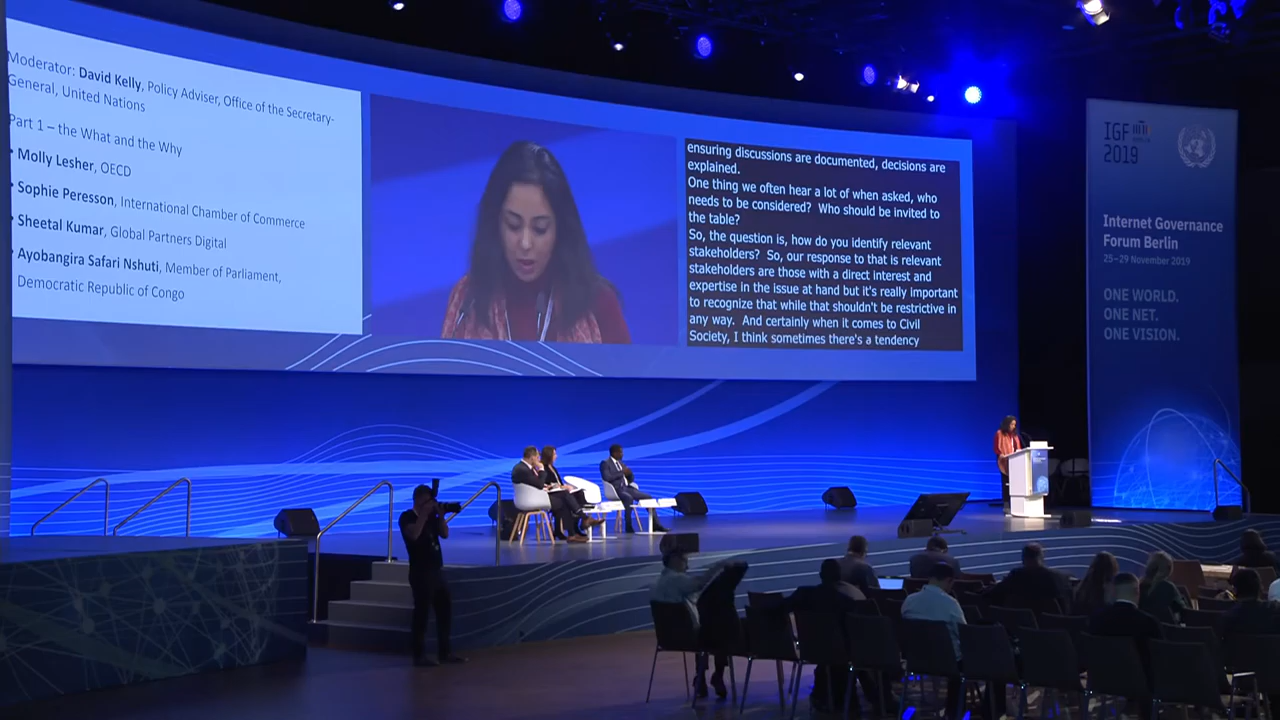 Moderator: David Kelly, Policy Adviser, Office of the Secretary-
General, United Nations
Part 1 – the What and the Why
• Molly Lesher, OECD
• Sophie Peresson, International Chamber of Commerce
• Sheetal Kumar, Global Partners Digital
• Ayobangira Safari Nshuti, Member of Parliament,
Democratic Republic of Congo
ensuring discussions are documented, decisions are
explained.
One thing we often hear a lot of when asked, who
needs to be considered? Who should be invited to
the table?
So, the question is, how do you identify relevant
stakeholders? So, our response to that is relevant
stakeholders are those with a direct interest and
expertise in the issue at hand but it's really important
to recognize that while that shouldn't be restrictive in
any way. And certainly when it comes to Civil
Society, I think sometimes there's a tendency
IGF
2019
Internet Governance
Forum Berlin
25–29 November 2019
ONE WORLD.
ONE NET.
ONE VISION.